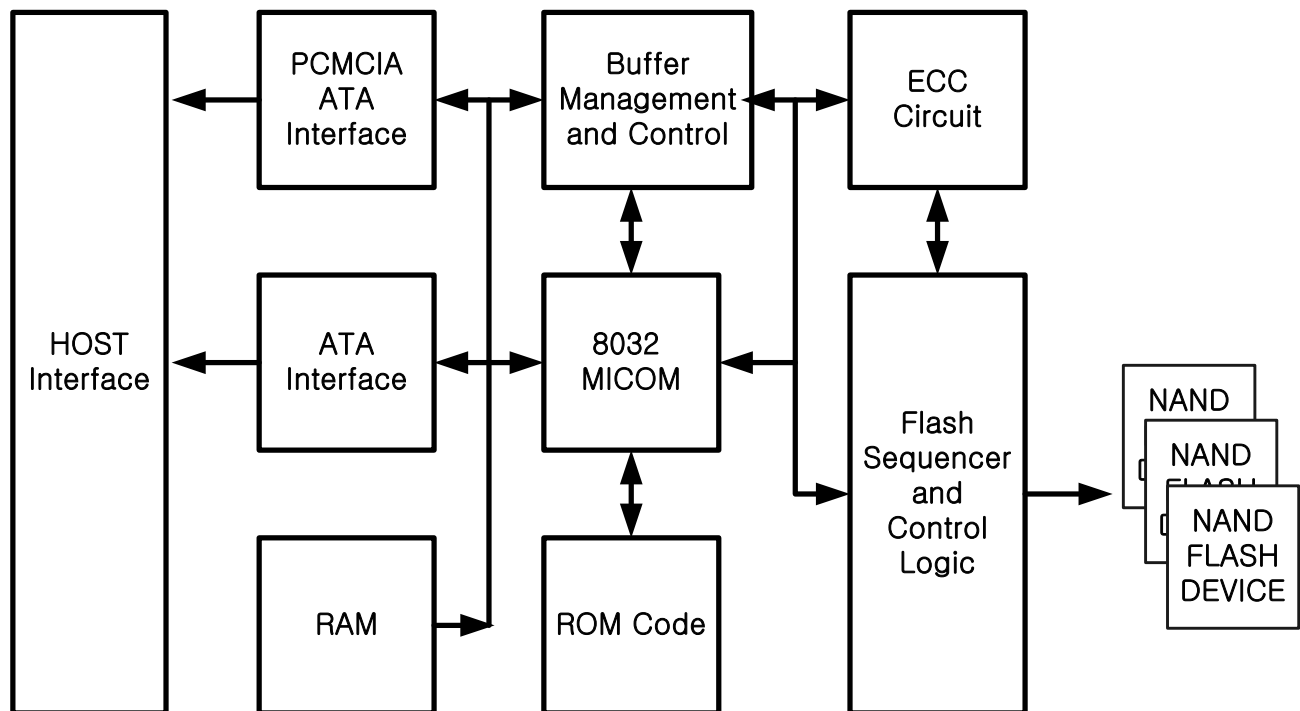 PCMCIA
ATA
Interface
Buffer
Management
and Control
ECC
Circuit
HOST
Interface
ATA
Interface
8032
MICOM
Flash
Sequencer
and
Control
Logic
RAM
ROM Code
NAND
NAND
FLASH
NAND
FLASH
DEVICE